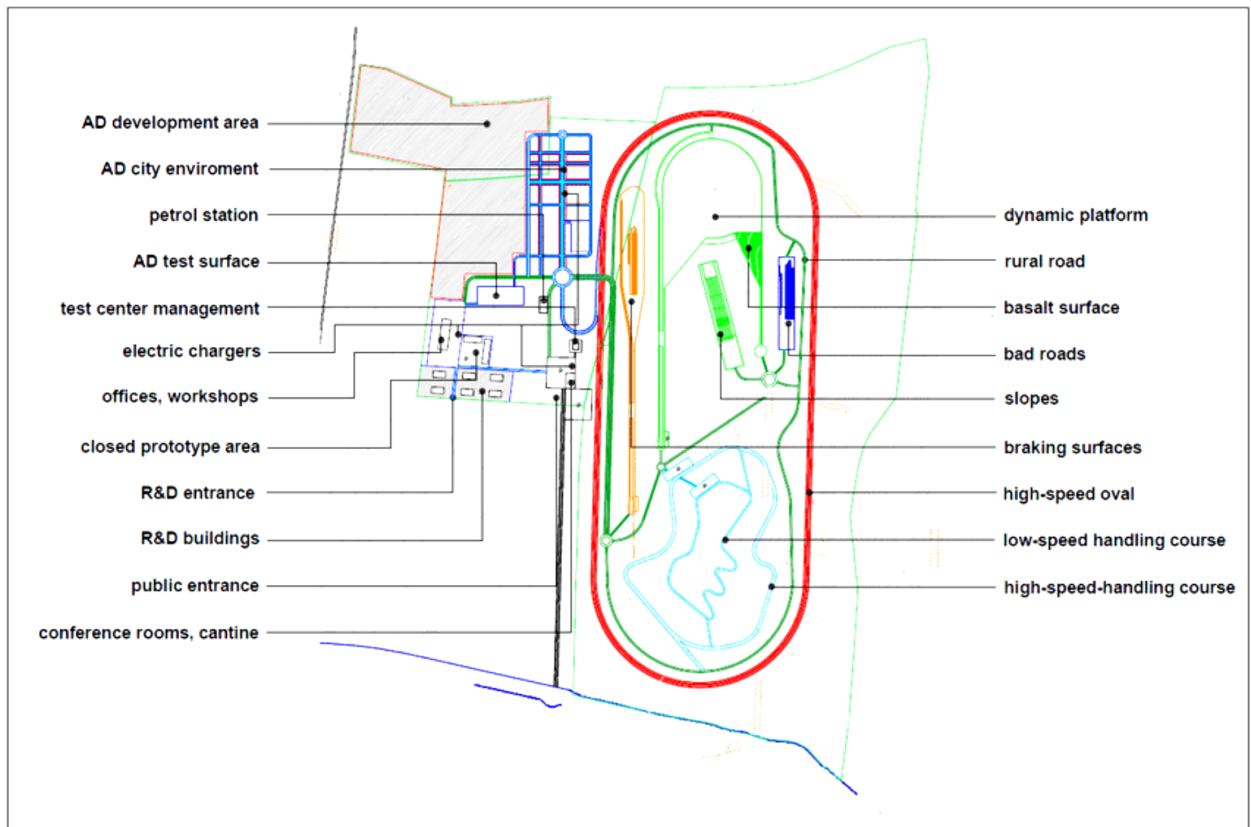 AD development area
AD city enviroment
petrol station
AD test surface
test center management
electric chargers
offices, workshops
closed prototype area
R&D entrance
R&D buildings
public entrance
conference rooms, cantine
dynamic platform
rural road
basalt surface
bad roads
slopes
braking surfaces
high-speed oval
low-speed handling course
high-speed-handling course